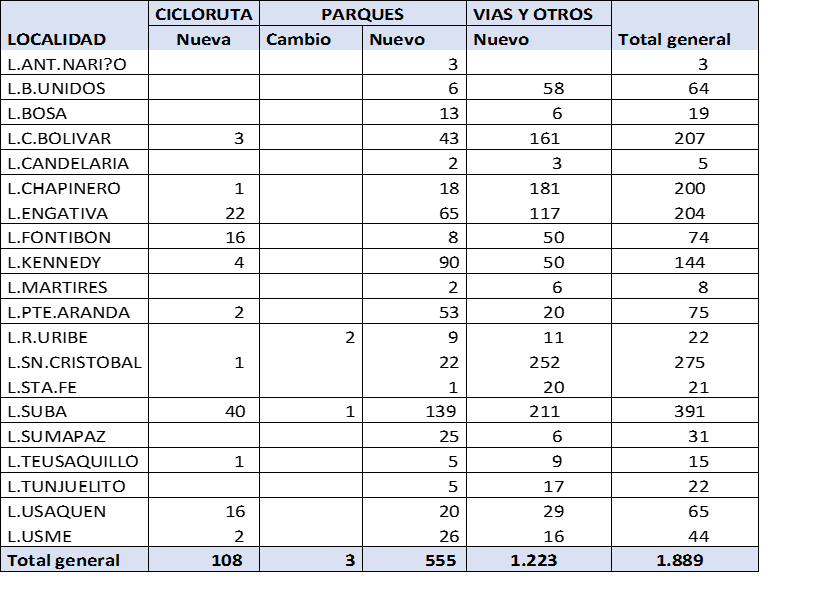 CICLORUTA PARQUES VIAS Y OTROS
LOCALIDAD Nueva Cambio Nuevo Nuevo Total general
L.ANT.NARI?O 3 3
L.B.UNIDOS 6 58 64
L.BOSA 13 6 19
L.C.BOLIVAR 3 43 161 207
L.CANDELARIA 2 3 5
L.CHAPINERO 1 18 181 200
L.ENGATIVA 22 65 117 204
L.FONTIBON 16 8 50 74
L.KENNEDY 4 90 50 144
L.MARTIRES 2 6 8
L.PTE.ARANDA 2 53 20 75
L.R.URIBE 2 9 11 22
L.SN.CRISTOBAL 1 22 252 275
L.STA.FE 1 20 21
L.SUBA 40 1 139 211 391
L.SUMAPAZ 25 6 31
L.TEUSAQUILLO 1 5 9 15
L.TUNJUELITO 5 17 22
L.USAQUEN 16 20 29 65
L.USME 2 26 16 44
Total general 108 3 555 1.223 1.889